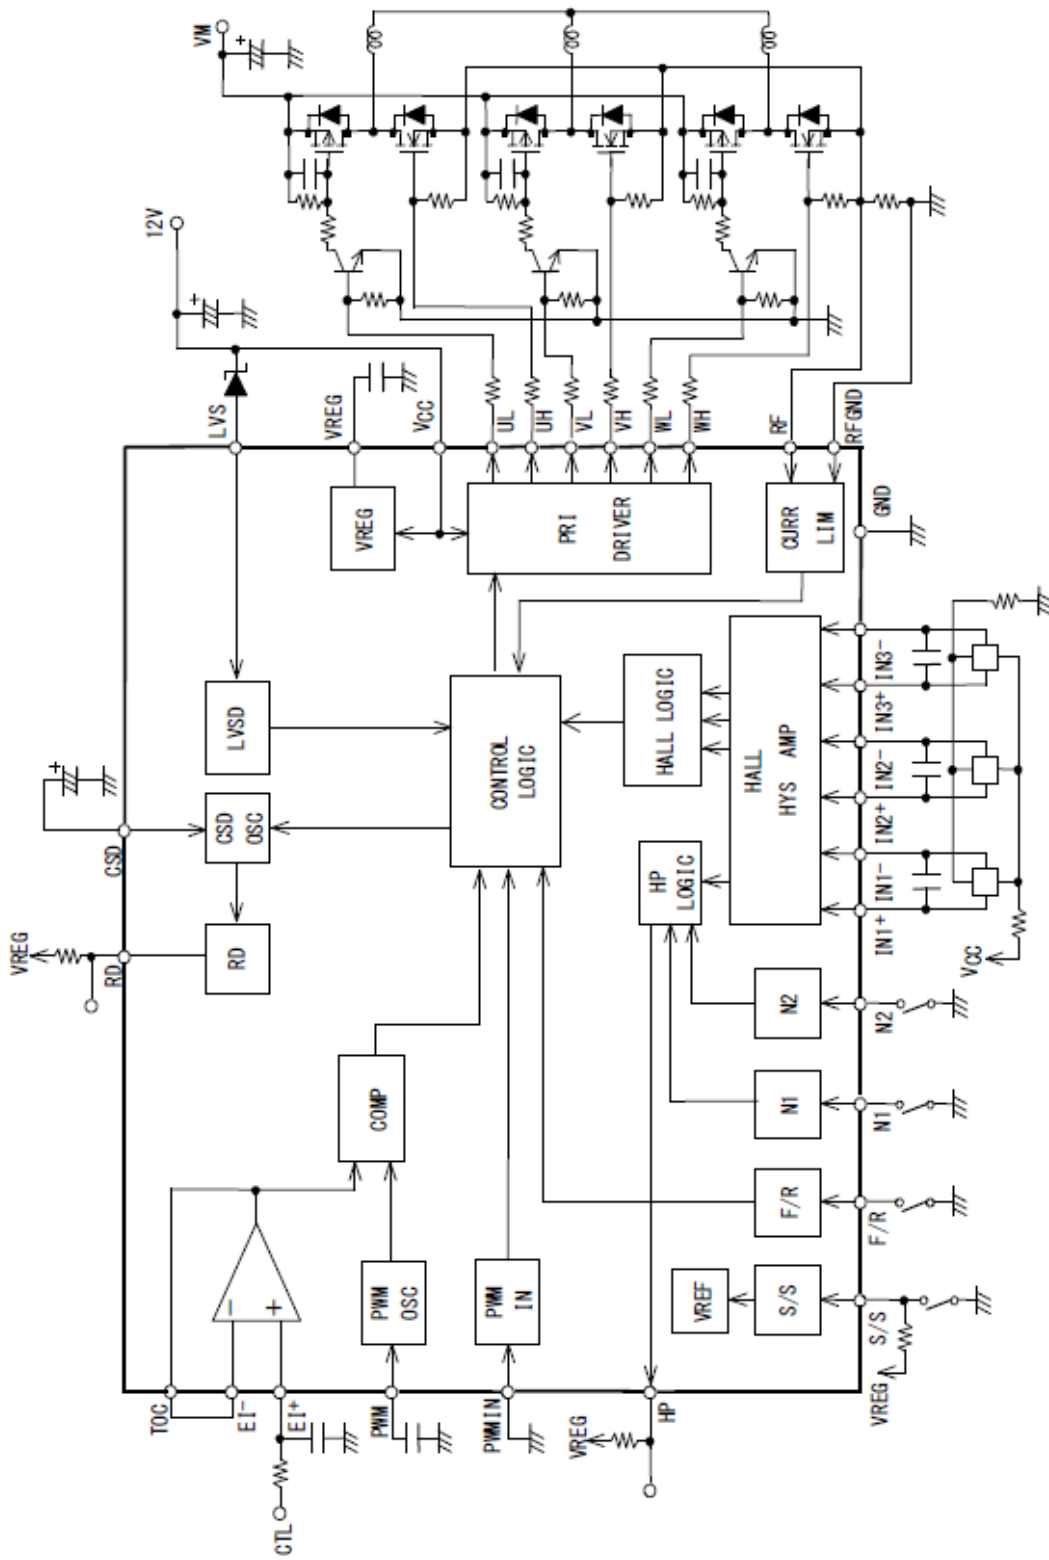 VM
+
12V
+
LVS
VREG
VCC
UL
UH
VL
VH
WL
WH
RF
RFGND
GND
VREG
PRI
DRIVER
CURR
LIM
LVSD
CSD
OSC
RD
CONTROL
LOGIC
HALL LOGIC
HP
LOGIC
HALL
HYS AMP
IN3-
IN3+
IN2-
IN2+
IN1-
IN1+
VCC
+
CSD
RD
VREG
COMP
N2
N1
F/R
S/S
VREF
N2
N1
F/R
S/S
VREG
-
+
PWM
OSC
PWM
IN
TOC
EI-
EI+
PWM
PWMIN
HP
CTL
VREG